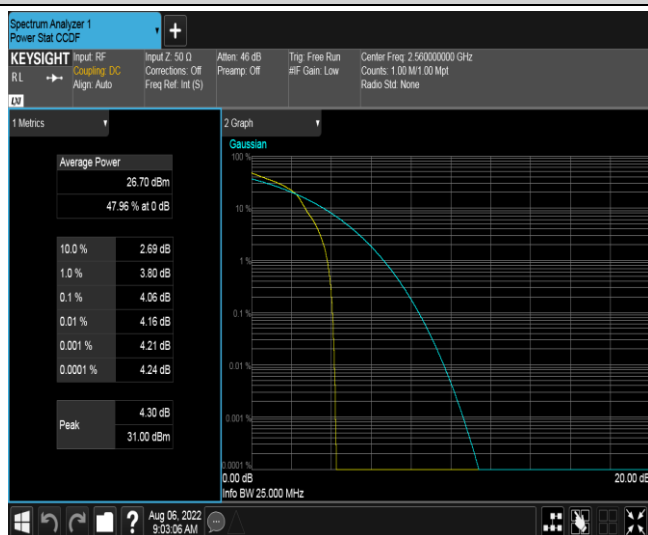 Spectrum Analyzer 1
Power Stat CCDF
KEYSIGHT
R L
Input: RF
Coupling: DC
Align: Auto
Input Z: 50 Ω
Corrections: Off
Freq Ref: Int (S)
Atten: 46 dB
Preamp: Off
Trig: Free Run
#IF Gain: Low
Center Freq: 2.560000000 GHz
Counts: 1.00 M/1.00 Mpt
Radio Std: None
LXI
1 Metrics
Average Power
26.70 dBm
47.96 % at 0 dB
10.0 % 2.69 dB
1.0 % 3.80 dB
0.1 % 4.06 dB
0.01 % 4.16 dB
0.001 % 4.21 dB
0.0001 % 4.24 dB
Peak
4.30 dB
31.00 dBm
2 Graph
Gaussian
100 %
10 %
1 %
0.1 %
0.01 %
0.001 %
0.0001 %
0.00 dB 20.00 dB
Info BW 25.000 MHz
Aug 06, 2022
9:03:06 AM